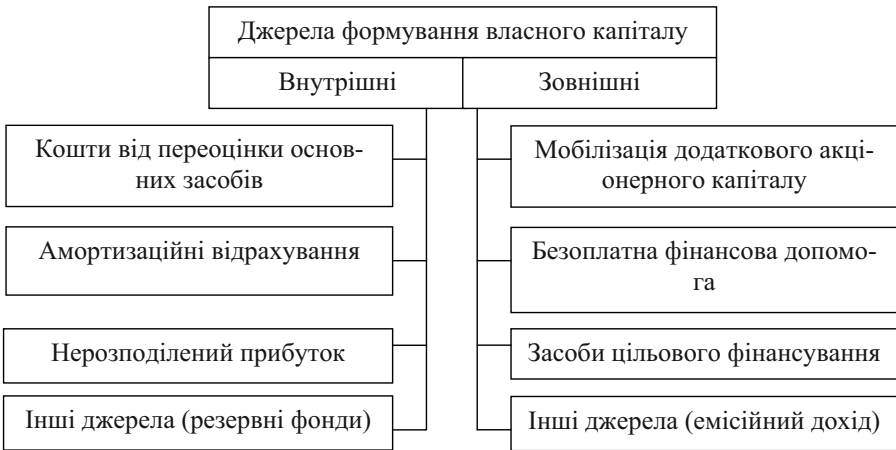 Джерела формування власного капіталу
Внутрішні
Зовнішні
Кошти від переоцінки основ-
них засобів
Амортизаційні відрахування
Нерозподілений прибуток
Інші джерела (резервні фонди)
Мобілізація додаткового акці-
онерного капіталу
Безоплатна фінансова допомо-
га
Засоби цільового фінансування
Інші джерела (емісійний дохід)